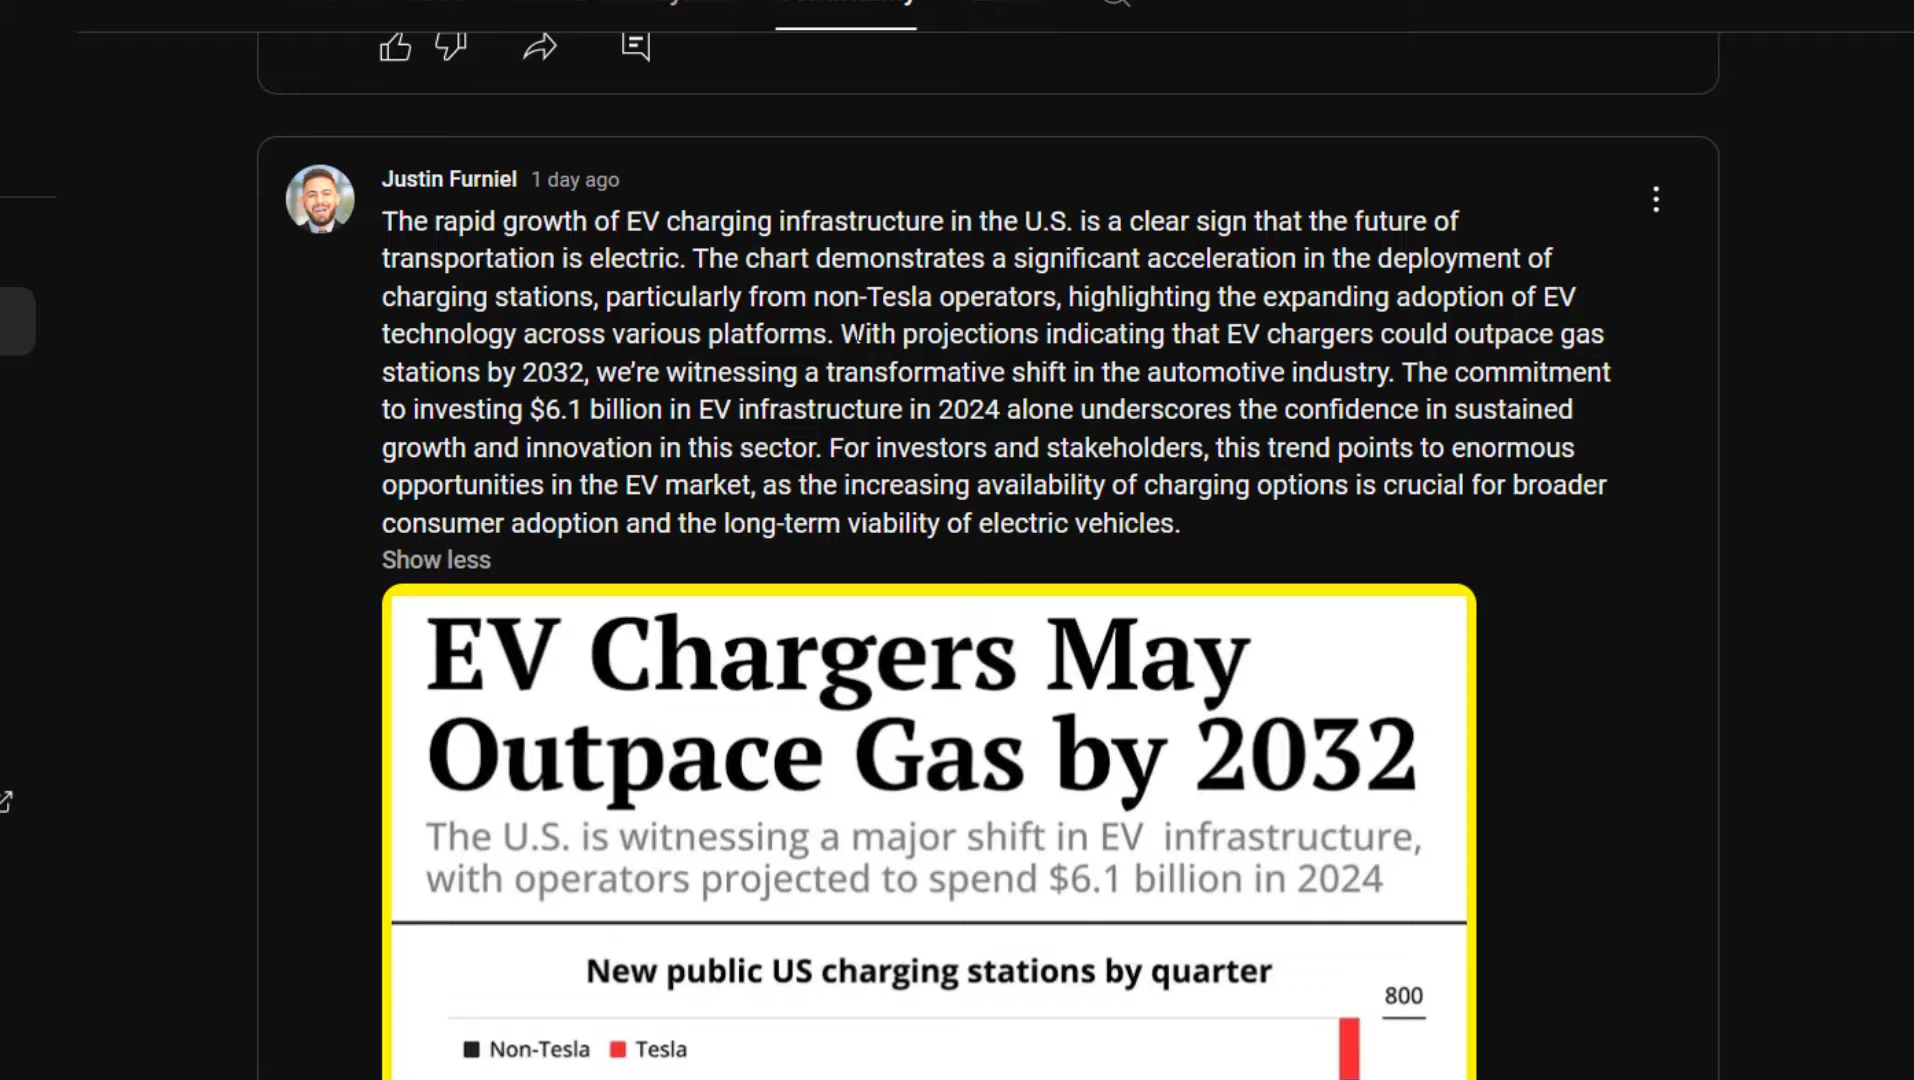 Justin Furniel 1 day ago
The rapid growth of EV charging infrastructure in the U.S. is a clear sign that the future of
transportation is electric. The chart demonstrates a significant acceleration in the deployment of
charging stations, particularly from non-Tesla operators, highlighting the expanding adoption of EV
technology across various platforms. With projections indicating that EV chargers could outpace gas
stations by 2032, we’re witnessing a transformative shift in the automotive industry. The commitment
to investing $6.1 billion in EV infrastructure in 2024 alone underscores the confidence in sustained
growth and innovation in this sector. For investors and stakeholders, this trend points to enormous
opportunities in the EV market, as the increasing availability of charging options is crucial for broader
consumer adoption and the long-term viability of electric vehicles.
Show less
EV Chargers May
Outpace Gas by 2032
The U.S. is witnessing a major shift in EV infrastructure,
with operators projected to spend $6.1 billion in 2024
New public US charging stations by quarter
800
Non-Tesla Tesla